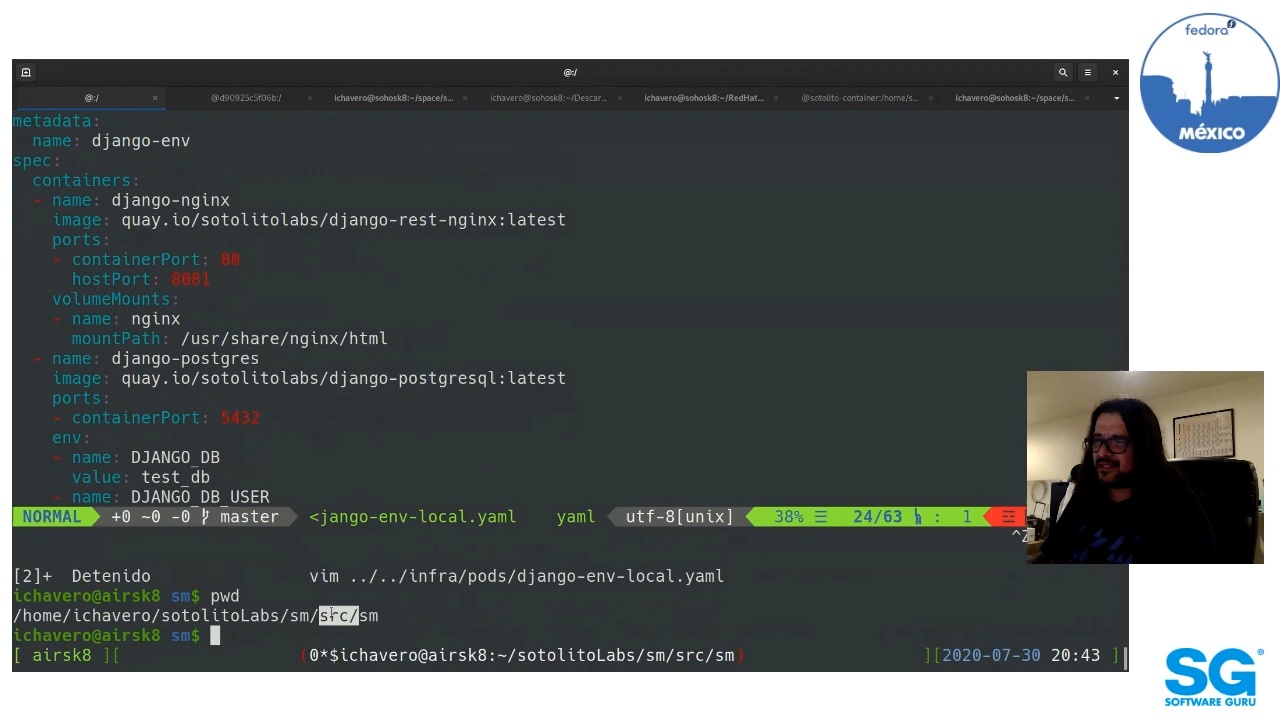 fedora
MÉXICO
@:/
@:/
@d90925c5f06b:/
ichavero@sohosk8:~/space/s...
ichavero@sohosk8:~/Descar...
ichavero@sohosk8:~/RedHat...
@sotolito-container:/home/s...
ichavero@sohosk8:~/space/s...
metadata:
name: django-env
spec:
containers:
- name: django-nginx
image: quay.io/sotolitolabs/django-rest-nginx:latest
ports:
- containerPort: 80
hostPort: 8081
volumeMounts:
- name: nginx
mountPath: /usr/share/nginx/html
- name: django-postgres
image: quay.io/sotolitolabs/django-postgresql:latest
ports:
- containerPort: 5432
env:
- name: DJANGO_DB
value: test_db
- name: DJANGO_DB_USER
NORMAL +0 ~0 -0 master <jango-env-local.yaml yaml utf-8[unix] 38% ☰ 24/63 : 1
^Z
[2]+ Detenido vim ../../infra/pods/django-env-local.yaml
ichavero@airsk8 sm$ pwd
/home/ichavero/sotolitoLabs/sm/src/sm
ichavero@airsk8 sm$
[ airsk8 ][ (0*$ichavero@airsk8:~/sotolitoLabs/sm/src/sm) ][2020-07-30 20:43 ]
SG®
SOFTWARE GURU